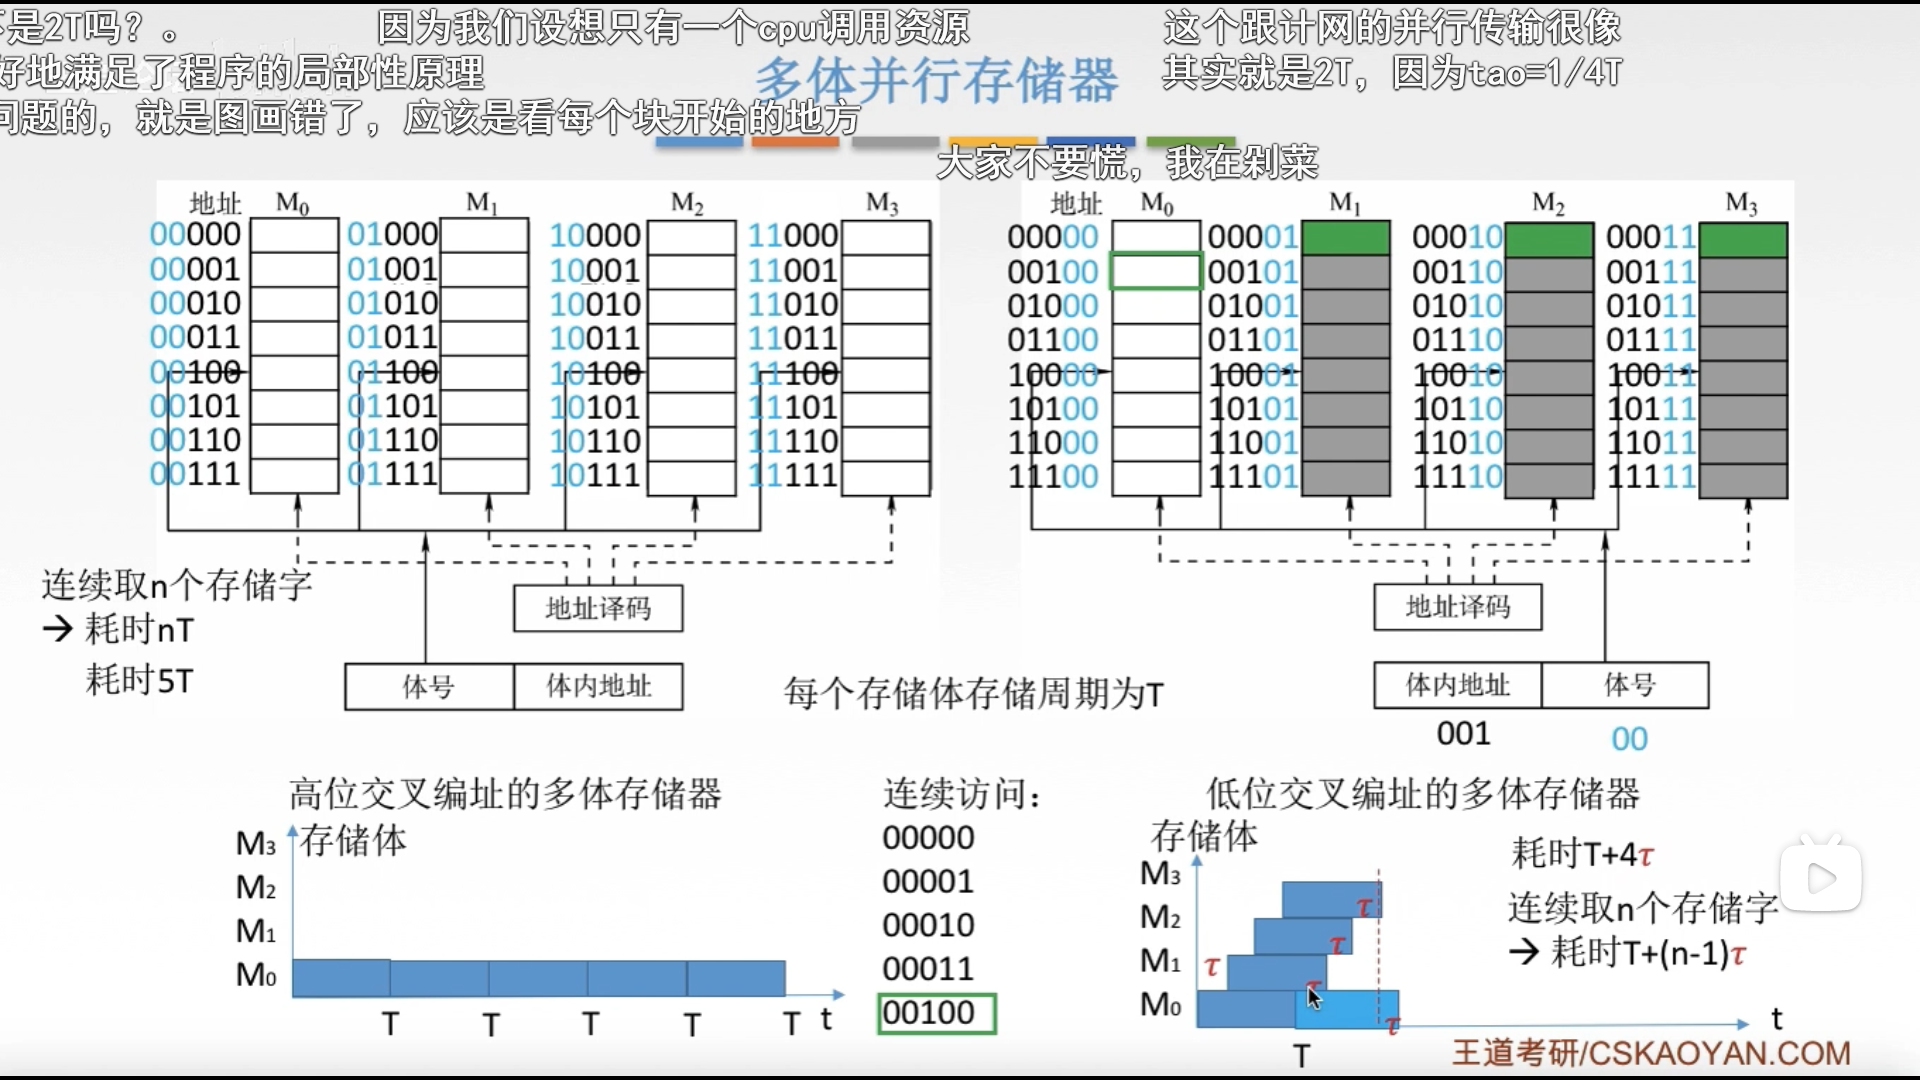 不是2T吗？。
因为我们设想只有一个cpu调用资源
这个跟计网的并行传输很像
好地满足了程序的局部性原理
其实就是2T，因为tao=1/4T
问题的，就是图画错了，应该是看每个块开始的地方
大家不要慌，我在剁菜
多体并行存储器
地址 M0 M1 M2 M3
00000 01000 10000 11000
00001 01001 10001 11001
00010 01010 10010 11010
00011 01011 10011 11011
00100 01100 10100 11100
00101 01101 10101 11101
00110 01110 10110 11110
00111 01111 10111 11111
地址译码
体号 体内地址
连续取n个存储字
→ 耗时nT
耗时5T
地址 M0 M1 M2 M3
00000 00001 00010 00011
00100 00101 00110 00111
01000 01001 01010 01011
01100 01101 01110 01111
10000 10001 10010 10011
10100 10101 10110 10111
11000 11001 11010 11011
11100 11101 11110 11111
地址译码
体内地址 体号
001 00
每个存储体存储周期为T
高位交叉编址的多体存储器
存储体
M3
M2
M1
M0
T T T T T t
连续访问：
00000
00001
00010
00011
00100
低位交叉编址的多体存储器
存储体
M3 τ
M2 τ
M1 τ τ
M0 τ
T
t
耗时T+4τ
连续取n个存储字
→ 耗时T+(n-1)τ
王道考研/CSKAOYAN.COM